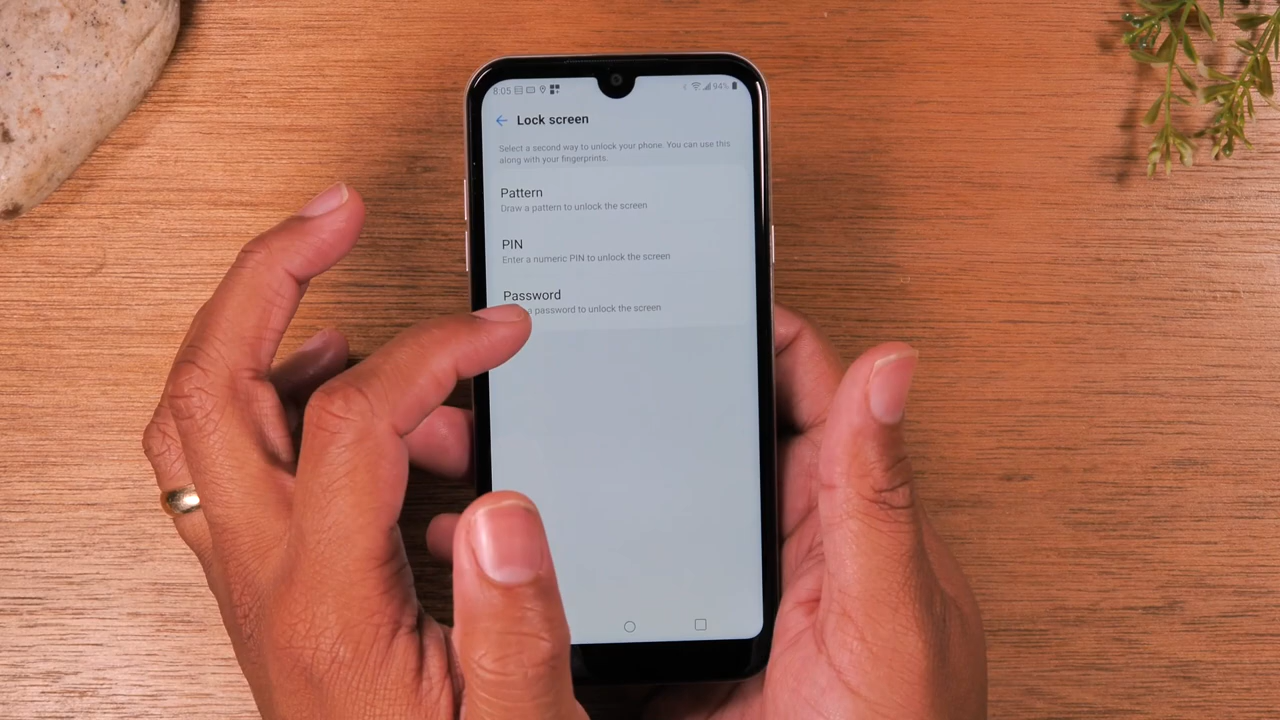 8:05 94%
Lock screen
Select a second way to unlock your phone. You can use this
along with your fingerprints.
Pattern
Draw a pattern to unlock the screen
PIN
Enter a numeric PIN to unlock the screen
Password
a password to unlock the screen